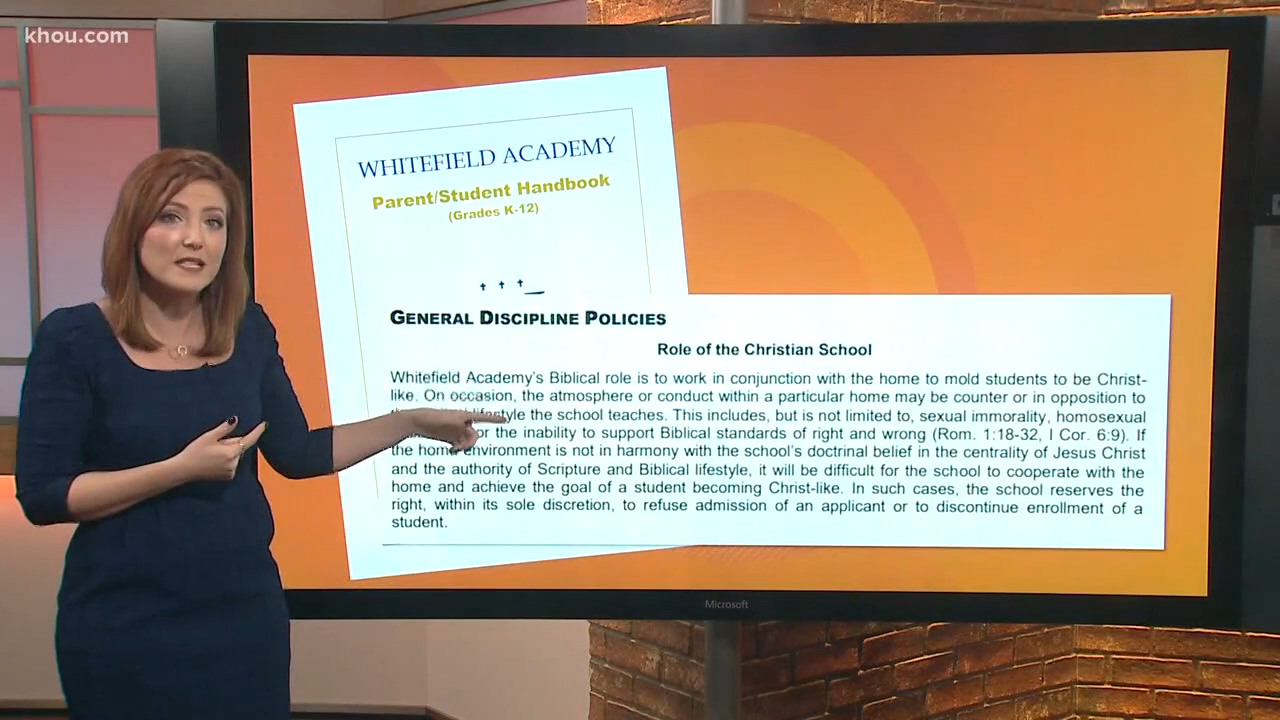 khou.com
WHITEFIELD ACADEMY
Parent/Student Handbook
(Grades K-12)
GENERAL DISCIPLINE POLICIES
Role of the Christian School
Whitefield Academy's Biblical role is to work in conjunction with the home to mold students to be Christ-
like. On occasion, the atmosphere or conduct within a particular home may be counter or in opposition to
lifestyle the school teaches. This includes, but is not limited to, sexual immorality, homosexual
or the inability to support Biblical standards of right and wrong (Rom. 1:18-32, I Cor. 6:9). If
the home environment is not in harmony with the school's doctrinal belief in the centrality of Jesus Christ
and the authority of Scripture and Biblical lifestyle, it will be difficult for the school to cooperate with the
home and achieve the goal of a student becoming Christ-like. In such cases, the school reserves the
right, within its sole discretion, to refuse admission of an applicant or to discontinue enrollment of a
student.
Microsoft